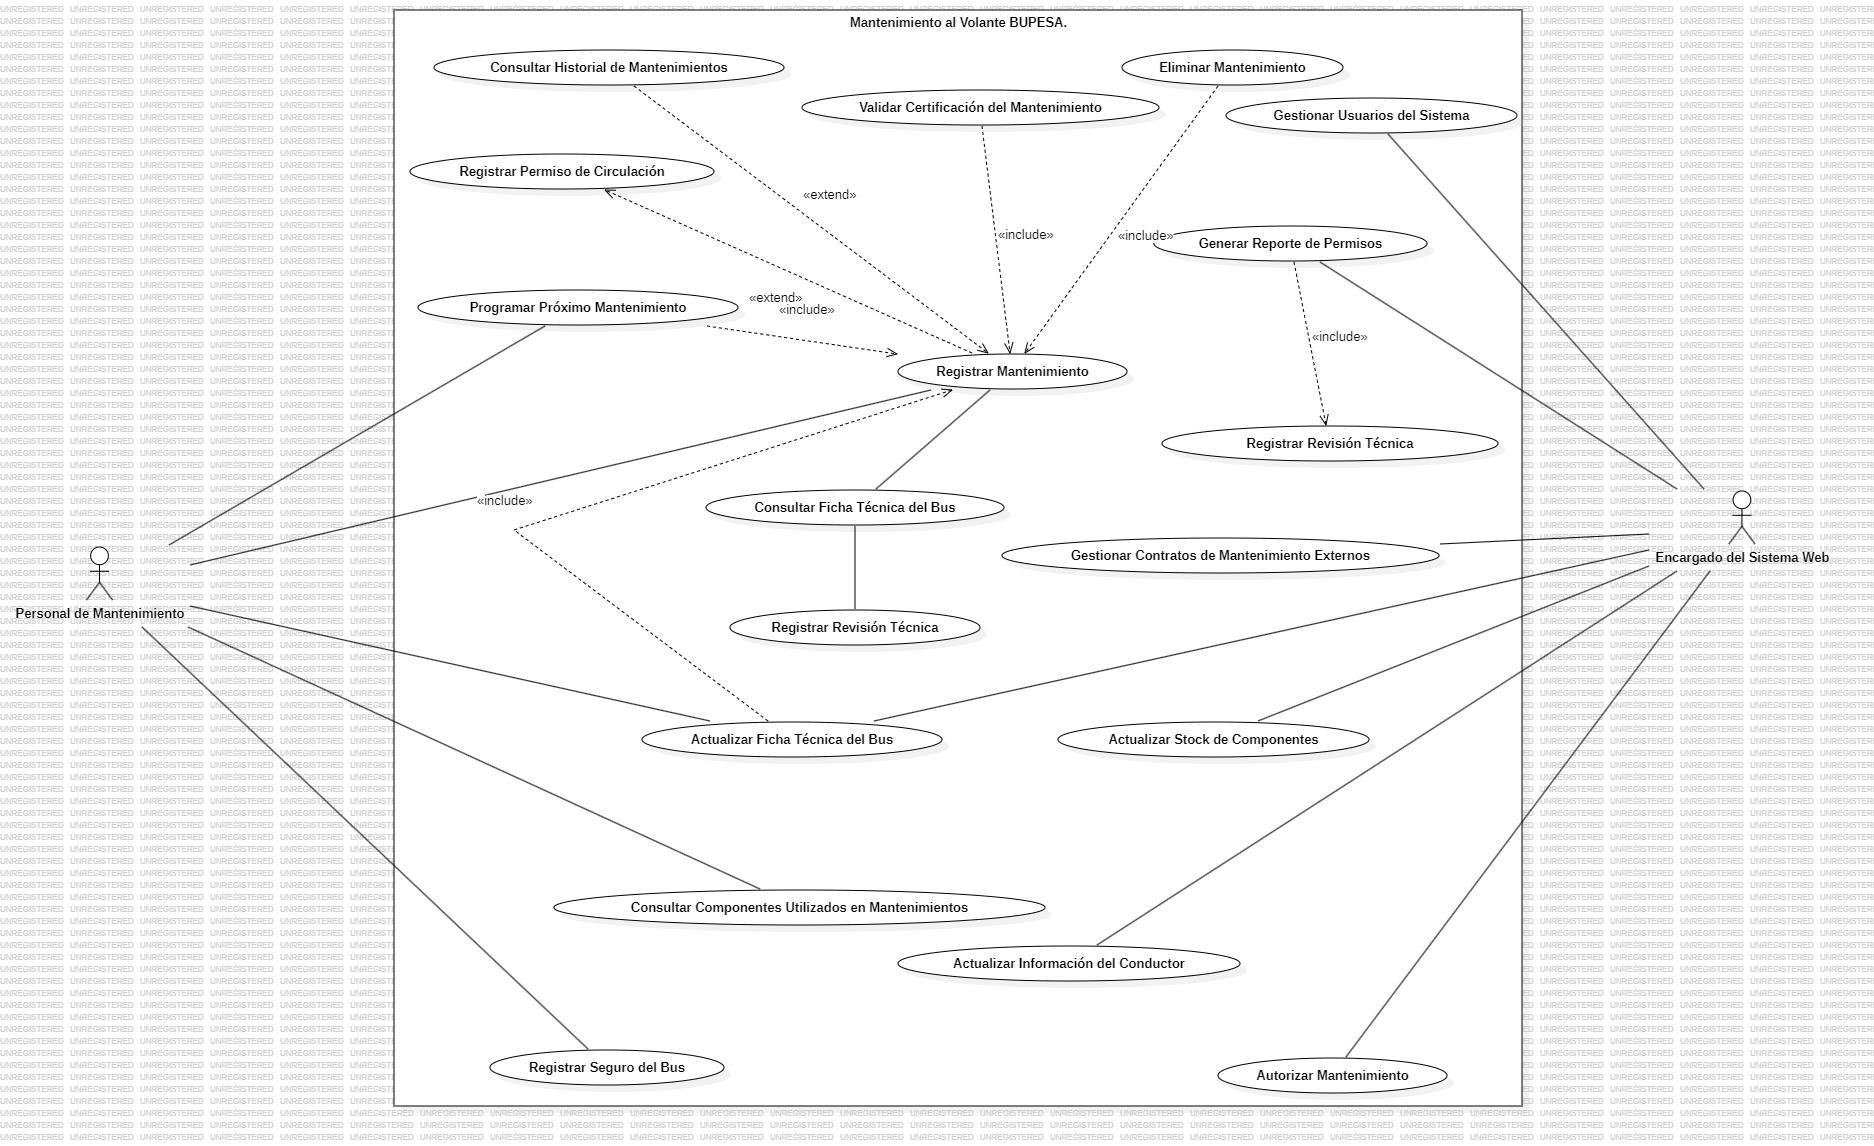 Mantenimiento al Volante BUPESA.
Consultar Historial de Mantenimientos
Eliminar Mantenimiento
Validar Certificación del Mantenimiento
Gestionar Usuarios del Sistema
Registrar Permiso de Circulación
«extend»
«include»
«include»
Generar Reporte de Permisos
«extend»
«include»
Programar Próximo Mantenimiento
«include»
Registrar Mantenimiento
Registrar Revisión Técnica
«include»
Consultar Ficha Técnica del Bus
Gestionar Contratos de Mantenimiento Externos
Encargado del Sistema Web
Personal de Mantenimiento
Registrar Revisión Técnica
Actualizar Ficha Técnica del Bus
Actualizar Stock de Componentes
Consultar Componentes Utilizados en Mantenimientos
Actualizar Información del Conductor
Registrar Seguro del Bus
Autorizar Mantenimiento
UNREGISTERED